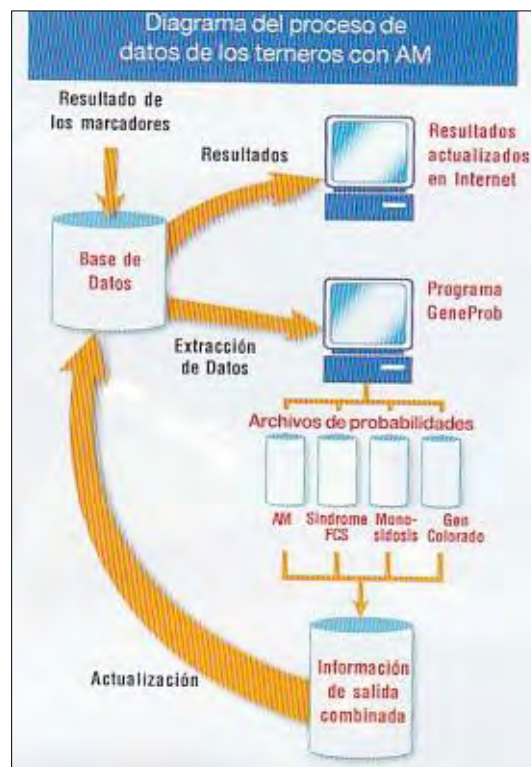 Diagrama del proceso de
datos de los terneros con AM
Resultado de
los marcadores
Resultados
Resultados
actualizados
en Internet
Base de
Datos
Programa
GeneProb
Extracción
de Datos
Archivos de probabilidades
AM
Síndrome
FCS
Mono-
sidosis
Gen
Colorado
Actualización
Información
de salida
combinada